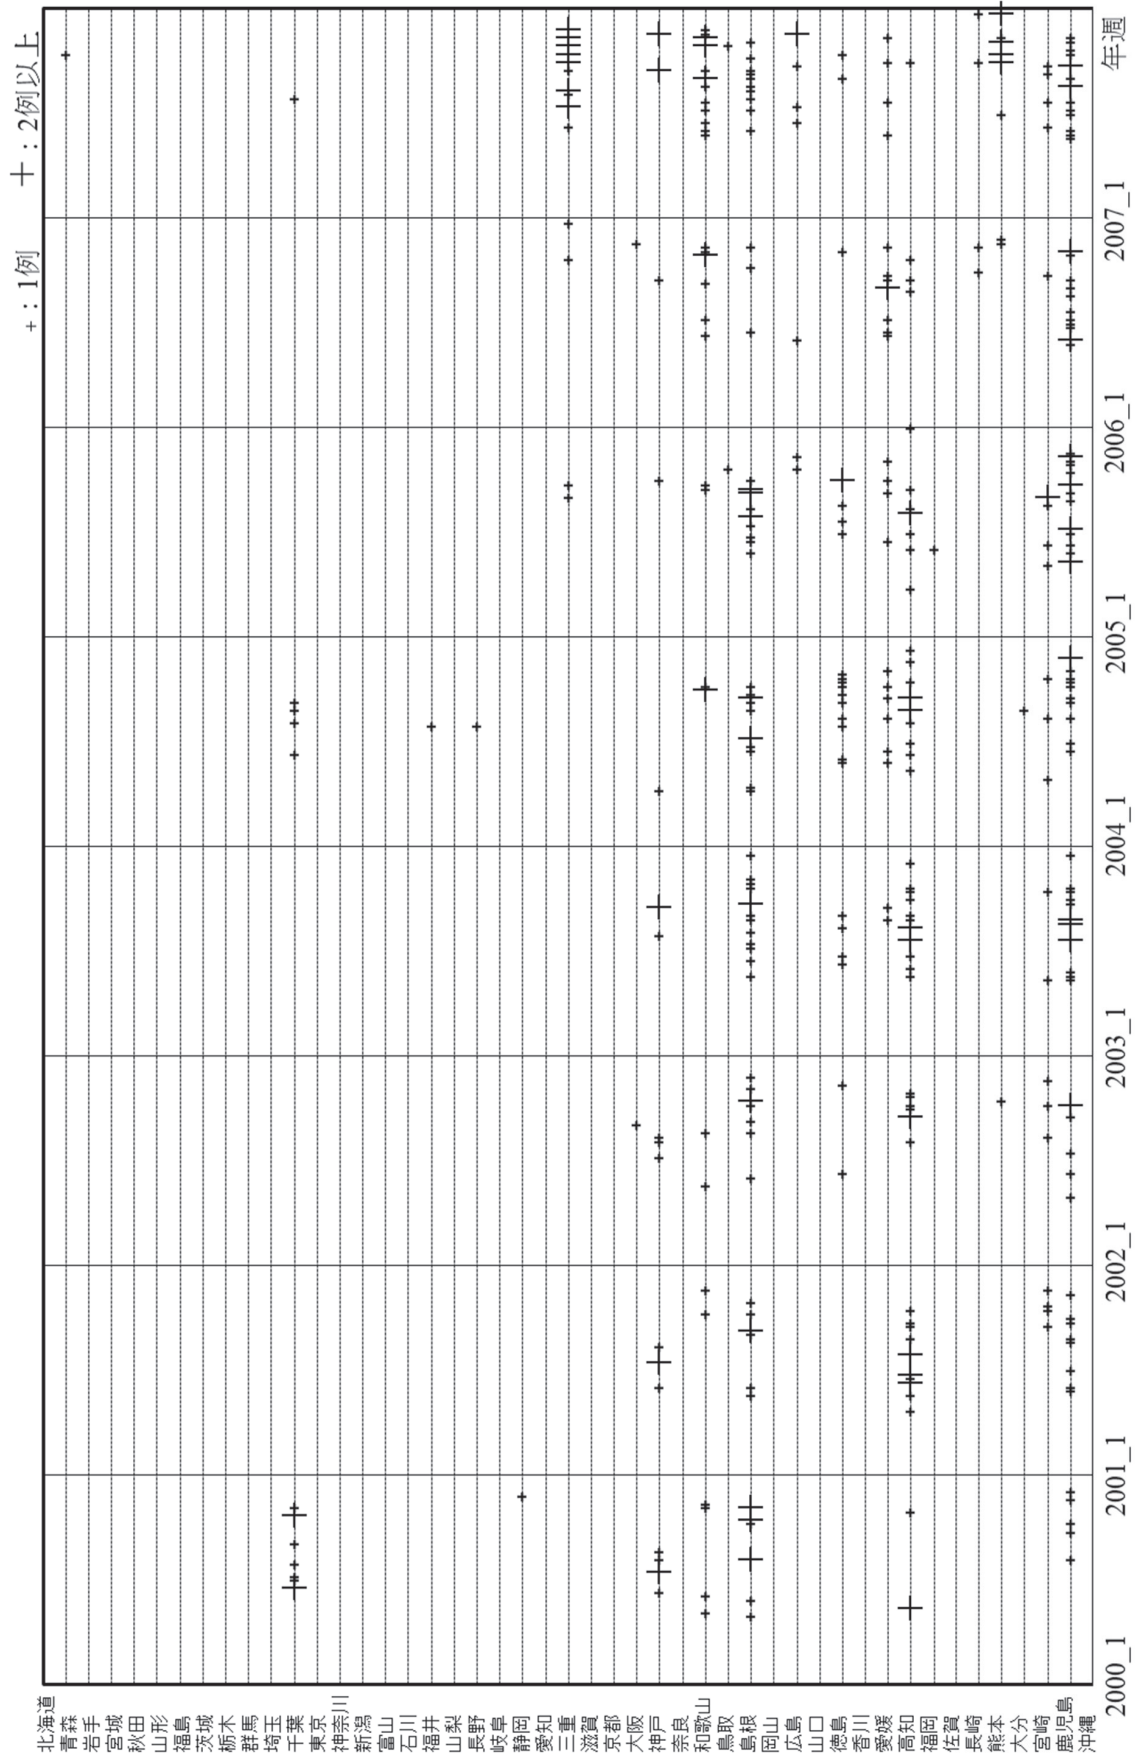 +：1例
＋：2例以上
北海道
青森
岩手
宮城
秋田
山形
福島
茨城
栃木
群馬
埼玉
千葉
東京
神奈川
新潟
富山
石川
福井
山梨
長野
岐阜
静岡
愛知
三重
滋賀
京都
大阪
神戸
奈良
和歌山
鳥取
島根
岡山
広島
山口
徳島
香川
愛媛
高知
福岡
佐賀
長崎
熊本
大分
宮崎
鹿児島
沖縄
2000_1
2001_1
2002_1
2003_1
2004_1
2005_1
2006_1
2007_1
年週